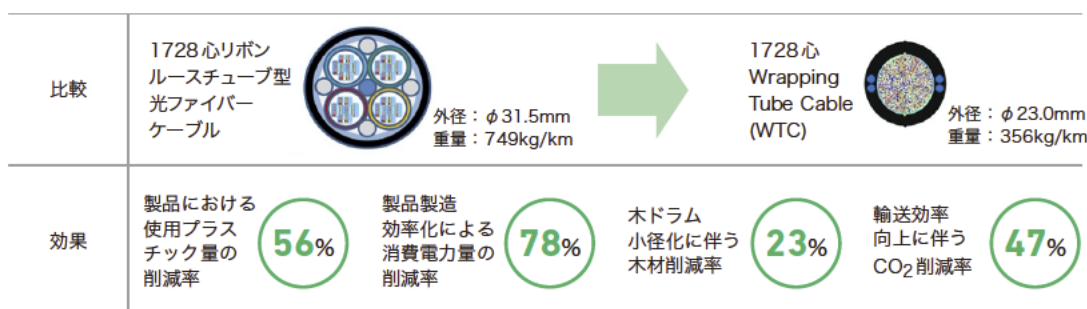 比較
1728心リボン
ルースチューブ型
光ファイバー
ケーブル
外径：φ31.5mm
重量：749kg/km
1728心
Wrapping
Tube Cable
(WTC)
外径：φ23.0mm
重量：356kg/km
効果
製品における
使用プラス
チック量の
削減率
56%
製品製造
効率化による
消費電力量の
削減率
78%
木ドラム
小径化に伴う
木材削減率
23%
輸送効率
向上に伴う
CO2削減率
47%